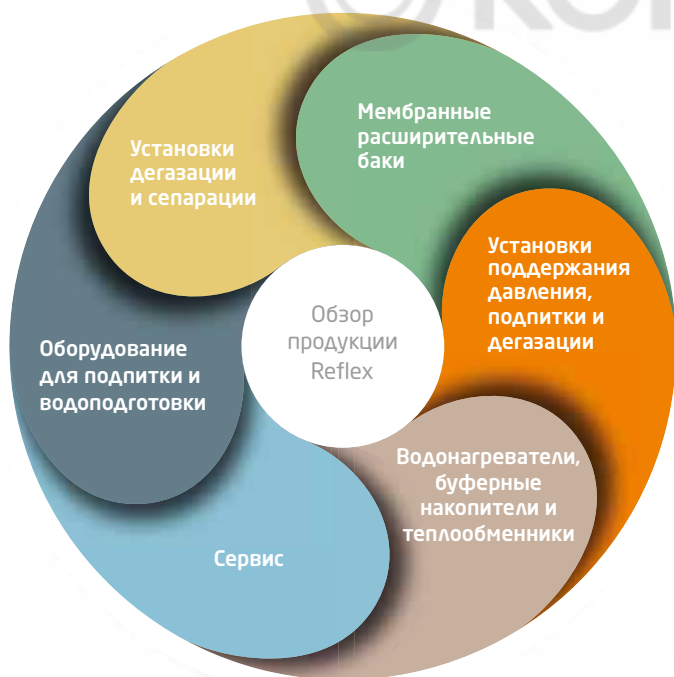 Мембранные
расширительные
баки
Установки
дегазации
и сепарации
Установки
поддержания
давления,
подпитки и
дегазации
Обзор
продукции
Reflex
Оборудование
для подпитки и
водоподготовки
Водонагреватели,
буферные
накопители и
теплообменники
Сервис